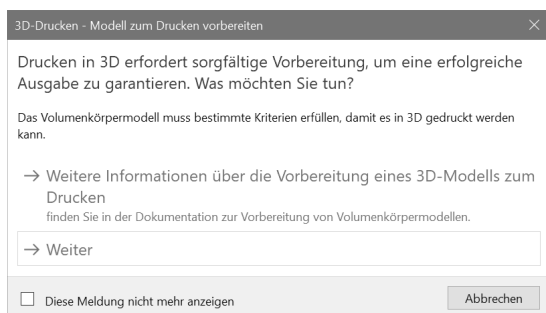 3D-Drucken - Modell zum Drucken vorbereiten
Drucken in 3D erfordert sorgfältige Vorbereitung, um eine erfolgreiche
Ausgabe zu garantieren. Was möchten Sie tun?
Das Volumenkörpermodell muss bestimmte Kriterien erfüllen, damit es in 3D gedruckt werden
kann.
→ Weitere Informationen über die Vorbereitung eines 3D-Modells zum
Drucken
finden Sie in der Dokumentation zur Vorbereitung von Volumenkörpermodellen.
→ Weiter
Diese Meldung nicht mehr anzeigen
Abbrechen